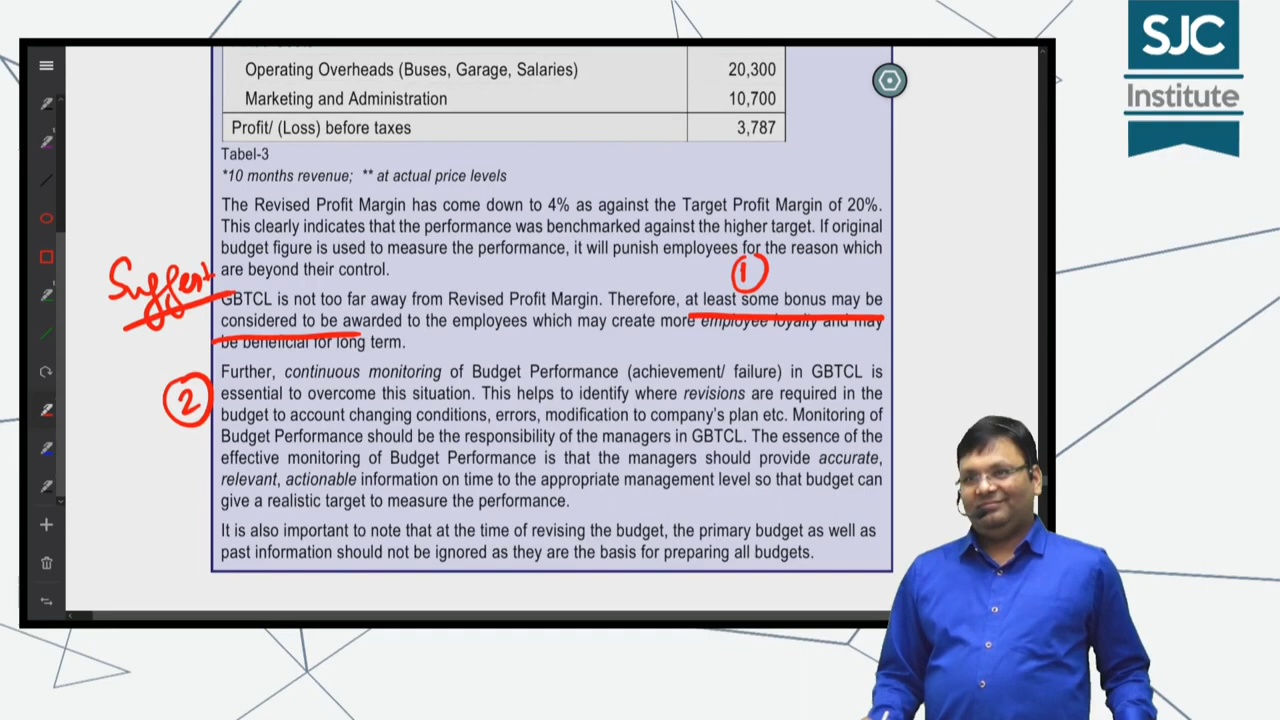 SJC
Institute
Operating Overheads (Buses, Garage, Salaries) 20,300
Marketing and Administration 10,700
Profit/ (Loss) before taxes 3,787
Tabel-3
*10 months revenue; ** at actual price levels
The Revised Profit Margin has come down to 4% as against the Target Profit Margin of 20%.
This clearly indicates that the performance was benchmarked against the higher target. If original
budget figure is used to measure the performance, it will punish employees for the reason which
are beyond their control.
1
Suggest
GBTCL is not too far away from Revised Profit Margin. Therefore, at least some bonus may be
considered to be awarded to the employees which may create more employee loyalty and may
be beneficial for long term.
2
Further, continuous monitoring of Budget Performance (achievement/ failure) in GBTCL is
essential to overcome this situation. This helps to identify where revisions are required in the
budget to account changing conditions, errors, modification to company's plan etc. Monitoring of
Budget Performance should be the responsibility of the managers in GBTCL. The essence of the
effective monitoring of Budget Performance is that the managers should provide accurate,
relevant, actionable information on time to the appropriate management level so that budget can
give a realistic target to measure the performance.
It is also important to note that at the time of revising the budget, the primary budget as well as
past information should not be ignored as they are the basis for preparing all budgets.